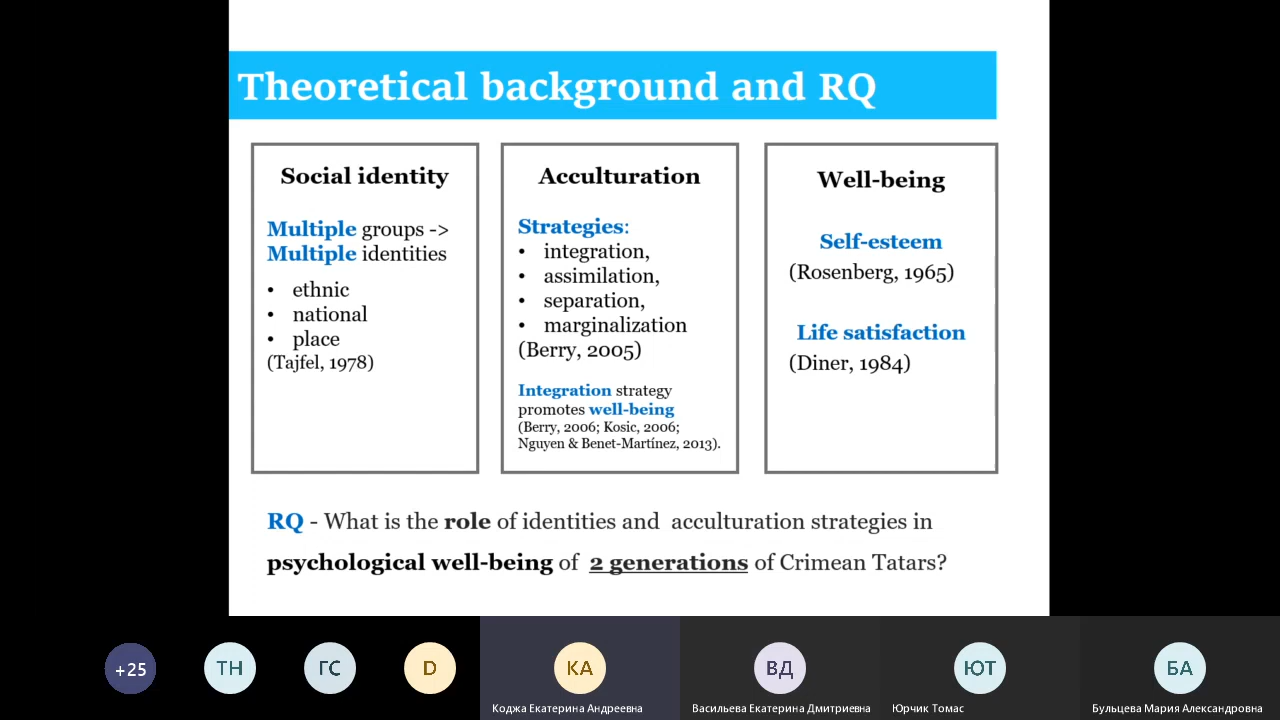 Theoretical background and RQ
Social identity
Multiple groups ->
Multiple identities
• ethnic
• national
• place
(Tajfel, 1978)
Acculturation
Strategies:
• integration,
• assimilation,
• separation,
• marginalization
(Berry, 2005)
Integration strategy
promotes well-being
(Berry, 2006; Kosic, 2006;
Nguyen & Benet-Martínez, 2013).
Well-being
Self-esteem
(Rosenberg, 1965)
Life satisfaction
(Diner, 1984)
RQ - What is the role of identities and acculturation strategies in
psychological well-being of 2 generations of Crimean Tatars?
+25
ТН
ГС
D
КА
Коджа Екатерина Андреевна
ВД
Васильева Екатерина Дмитриевна
ЮТ
Юрчик Томас
БА
Бульцева Мария Александровна